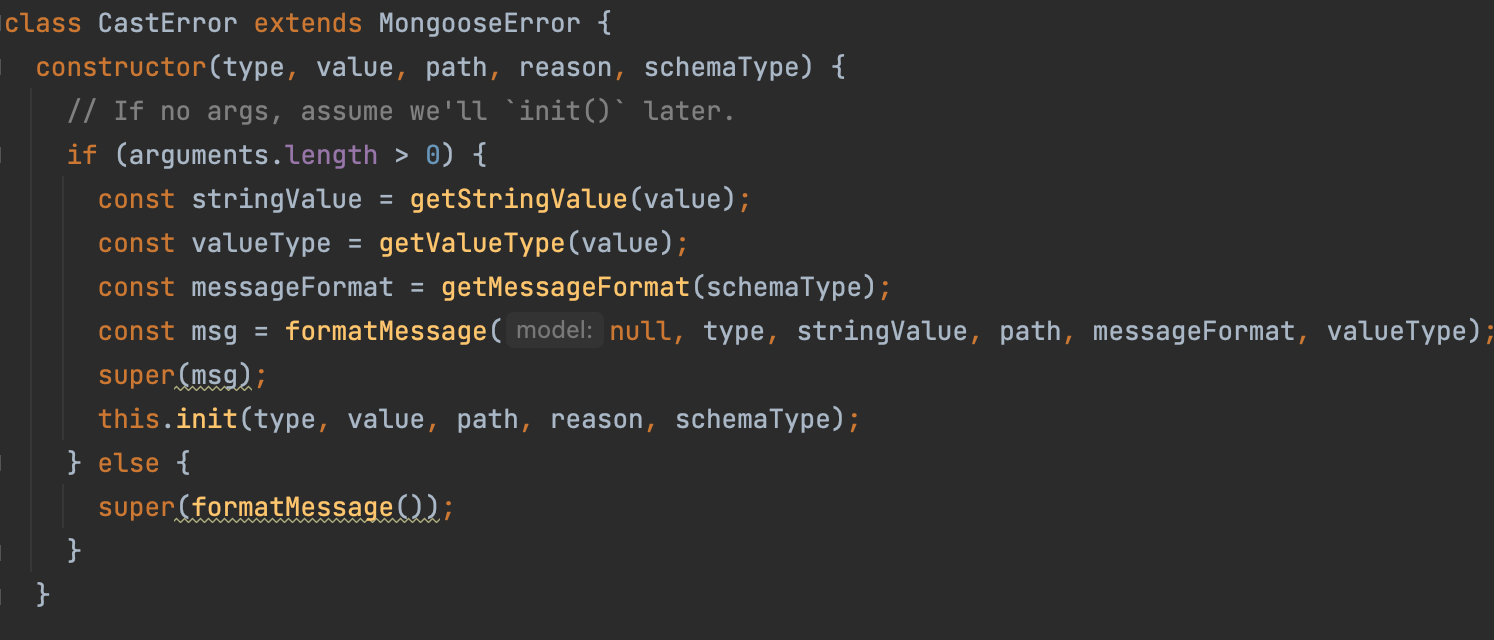 class CastError extends MongooseError {
constructor(type, value, path, reason, schemaType) {
// If no args, assume we'll `init()` later.
if (arguments.length > 0) {
const stringValue = getStringValue(value);
const valueType = getValueType(value);
const messageFormat = getMessageFormat(schemaType);
const msg = formatMessage( model: null, type, stringValue, path, messageFormat, valueType);
super(msg);
this.init(type, value, path, reason, schemaType);
} else {
super(formatMessage());
}
}